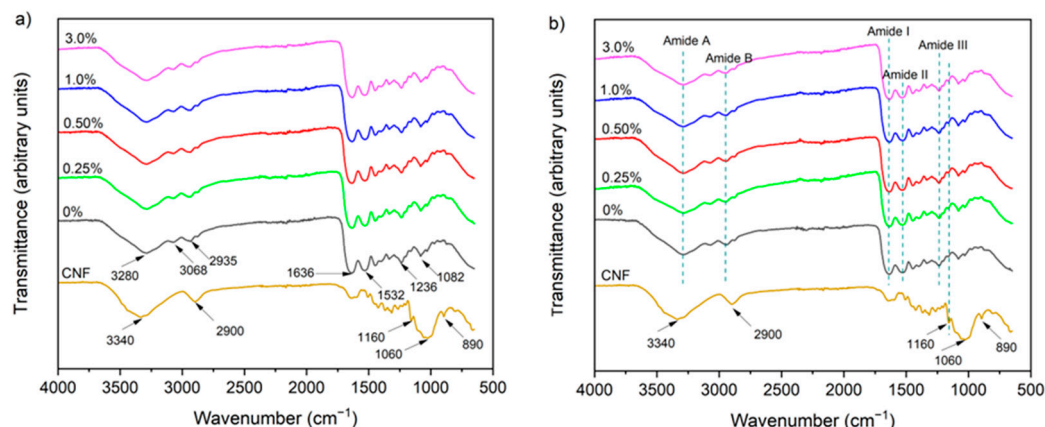 a)
Transmittance (arbitrary units)
3.0%
1.0%
0.50%
0.25%
0%
CNF
3280
3068
2935
1636
1532
1236
1082
3340
2900
1160
1060
890
4000 3500 3000 2500 2000 1500 1000 500
Wavenumber (cm⁻¹)
b)
Transmittance (arbitrary units)
Amide A
Amide B
Amide I
Amide II
Amide III
3.0%
1.0%
0.50%
0.25%
0%
CNF
3340
2900
1160
1060
890
4000 3500 3000 2500 2000 1500 1000 500
Wavenumber (cm⁻¹)